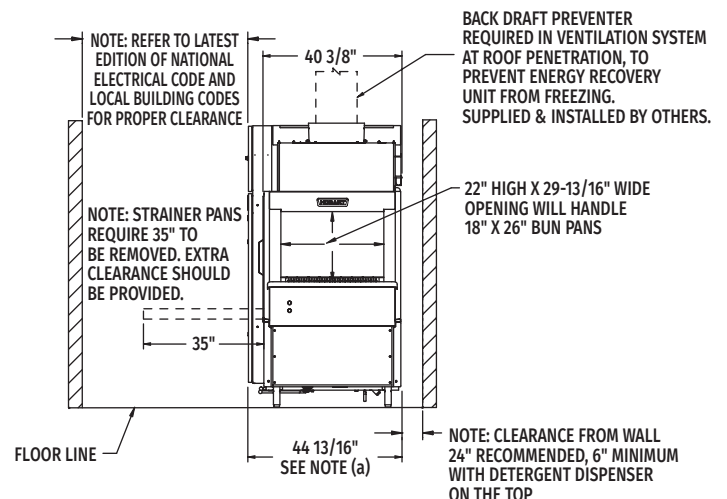 NOTE: REFER TO LATEST
EDITION OF NATIONAL
ELECTRICAL CODE AND
LOCAL BUILDING CODES
FOR PROPER CLEARANCE
40 3/8"
BACK DRAFT PREVENTER
REQUIRED IN VENTILATION SYSTEM
AT ROOF PENETRATION, TO
PREVENT ENERGY RECOVERY
UNIT FROM FREEZING.
SUPPLIED & INSTALLED BY OTHERS.
HOBART
22" HIGH X 29-13/16" WIDE
OPENING WILL HANDLE
18" X 26" BUN PANS
NOTE: STRAINER PANS
REQUIRE 35" TO
BE REMOVED. EXTRA
CLEARANCE SHOULD
BE PROVIDED.
35"
FLOOR LINE
44 13/16"
SEE NOTE (a)
NOTE: CLEARANCE FROM WALL
24" RECOMMENDED, 6" MINIMUM
WITH DETERGENT DISPENSER
ON THE TOP